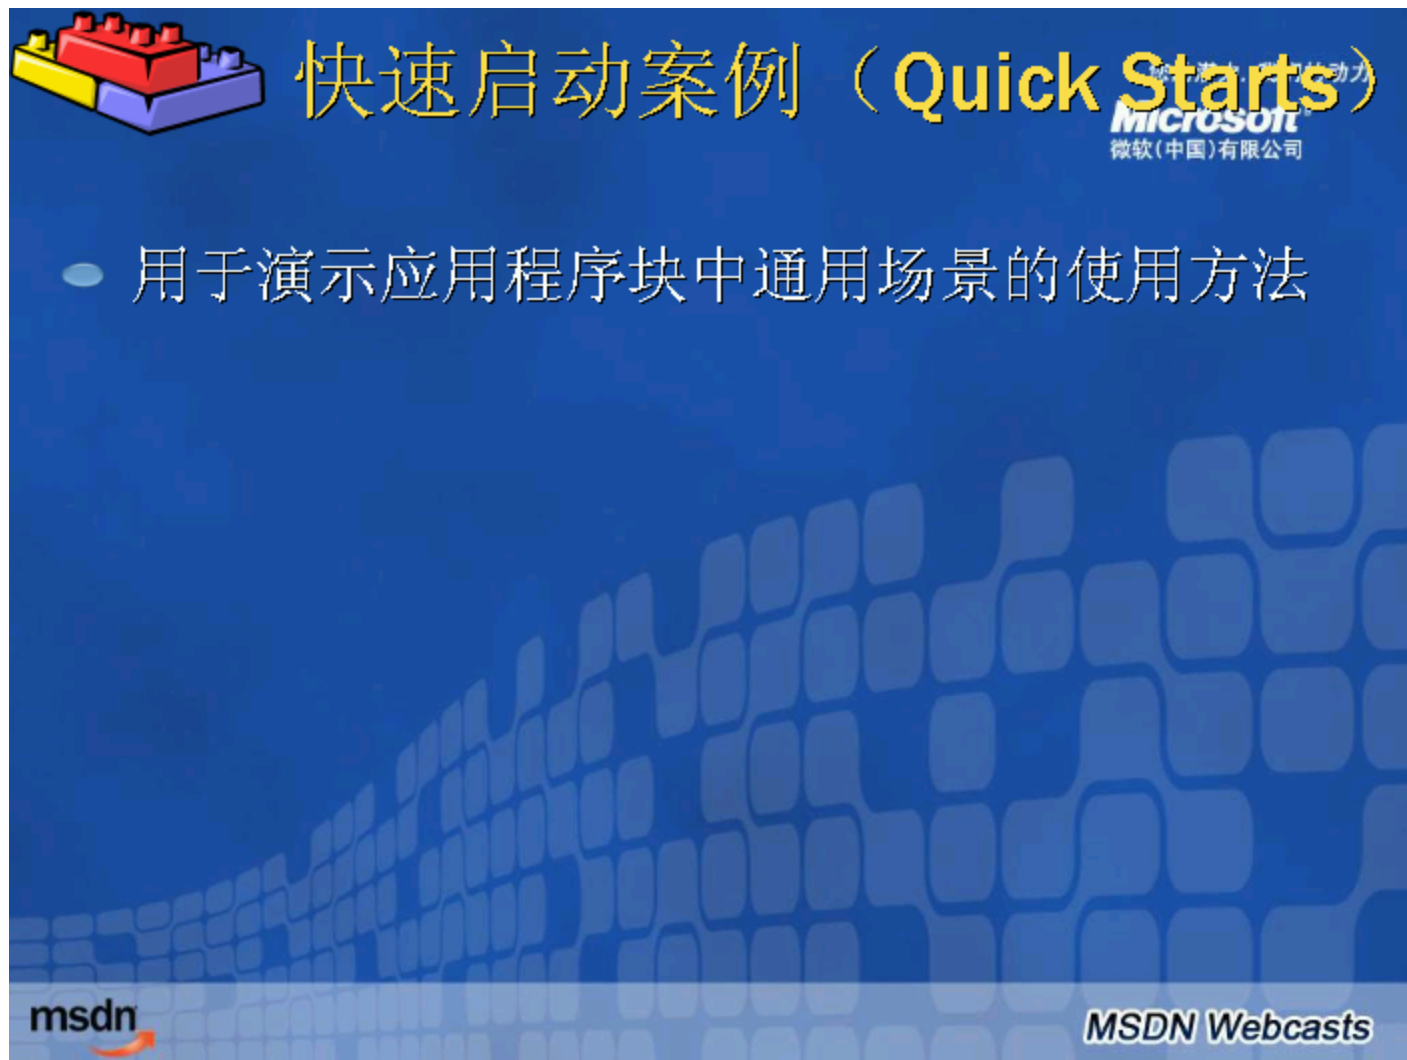 快速启动案例（Quick Starts）
Microsoft
微软(中国)有限公司
用于演示应用程序块中通用场景的使用方法
msdn
MSDN Webcasts